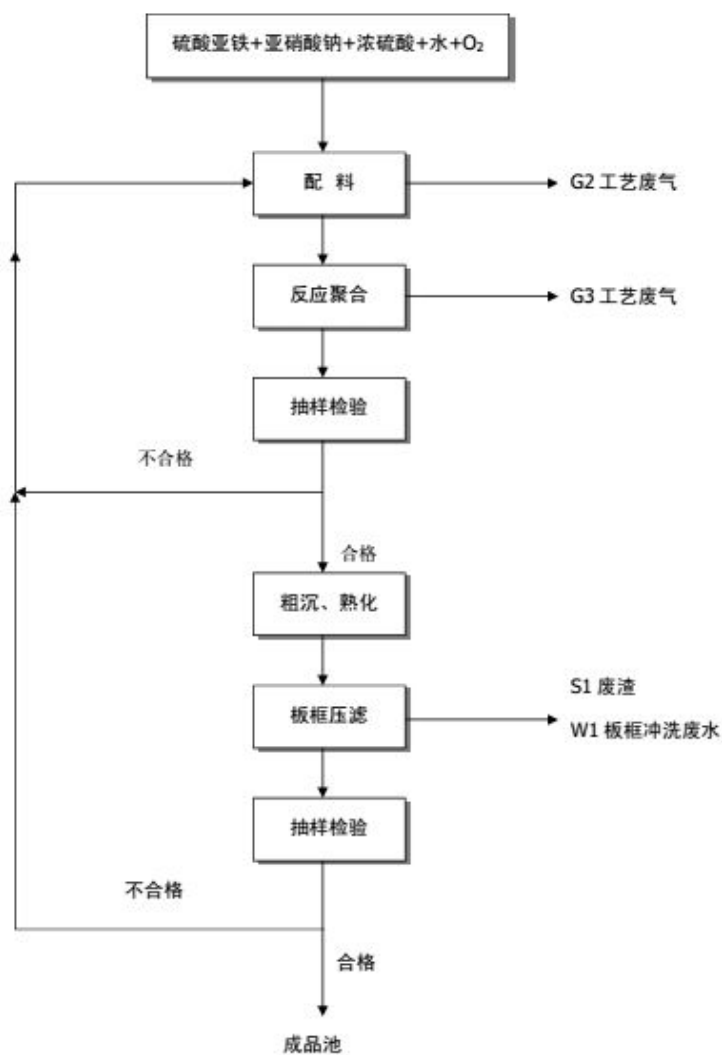 硫酸亚铁+亚硝酸钠+浓硫酸+水+O₂
配 料
G2 工艺废气
反应聚合
G3 工艺废气
抽样检验
不合格
合格
粗沉、熟化
板框压滤
S1 废渣
W1 板框冲洗废水
抽样检验
不合格
合格
成品池